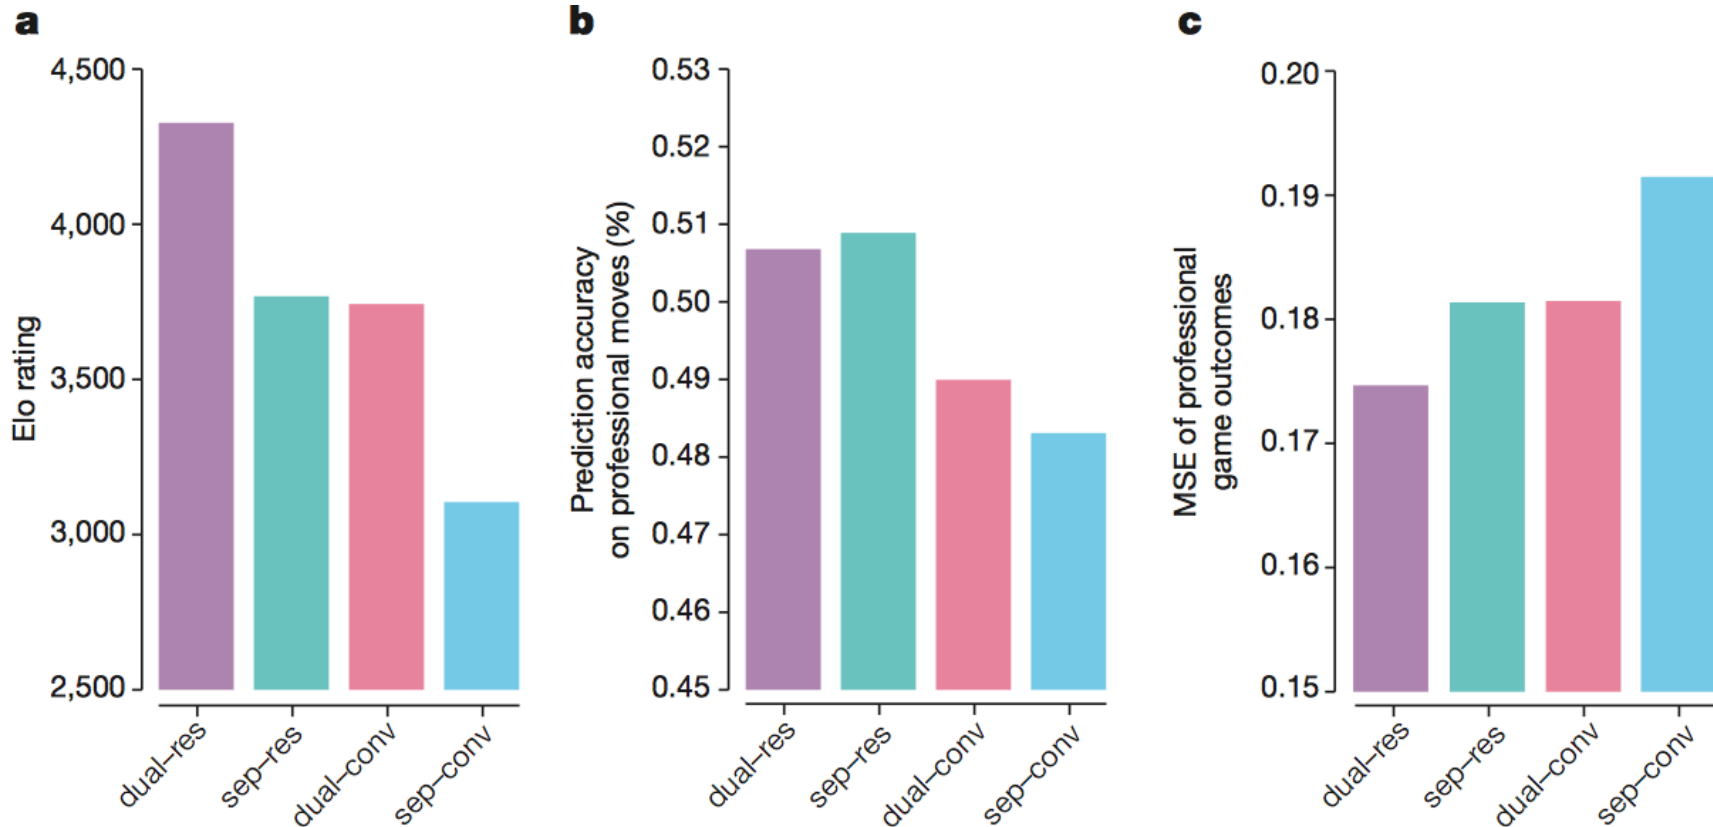 a
4,500
4,000
3,500
3,000
2,500
Elo rating
dual–res
sep–res
dual–conv
sep–conv
b
0.53
0.52
0.51
0.50
0.49
0.48
0.47
0.46
0.45
Prediction accuracy
on professional moves (%)
dual–res
sep–res
dual–conv
sep–conv
c
0.20
0.19
0.18
0.17
0.16
0.15
MSE of professional
game outcomes
dual–res
sep–res
dual–conv
sep–conv